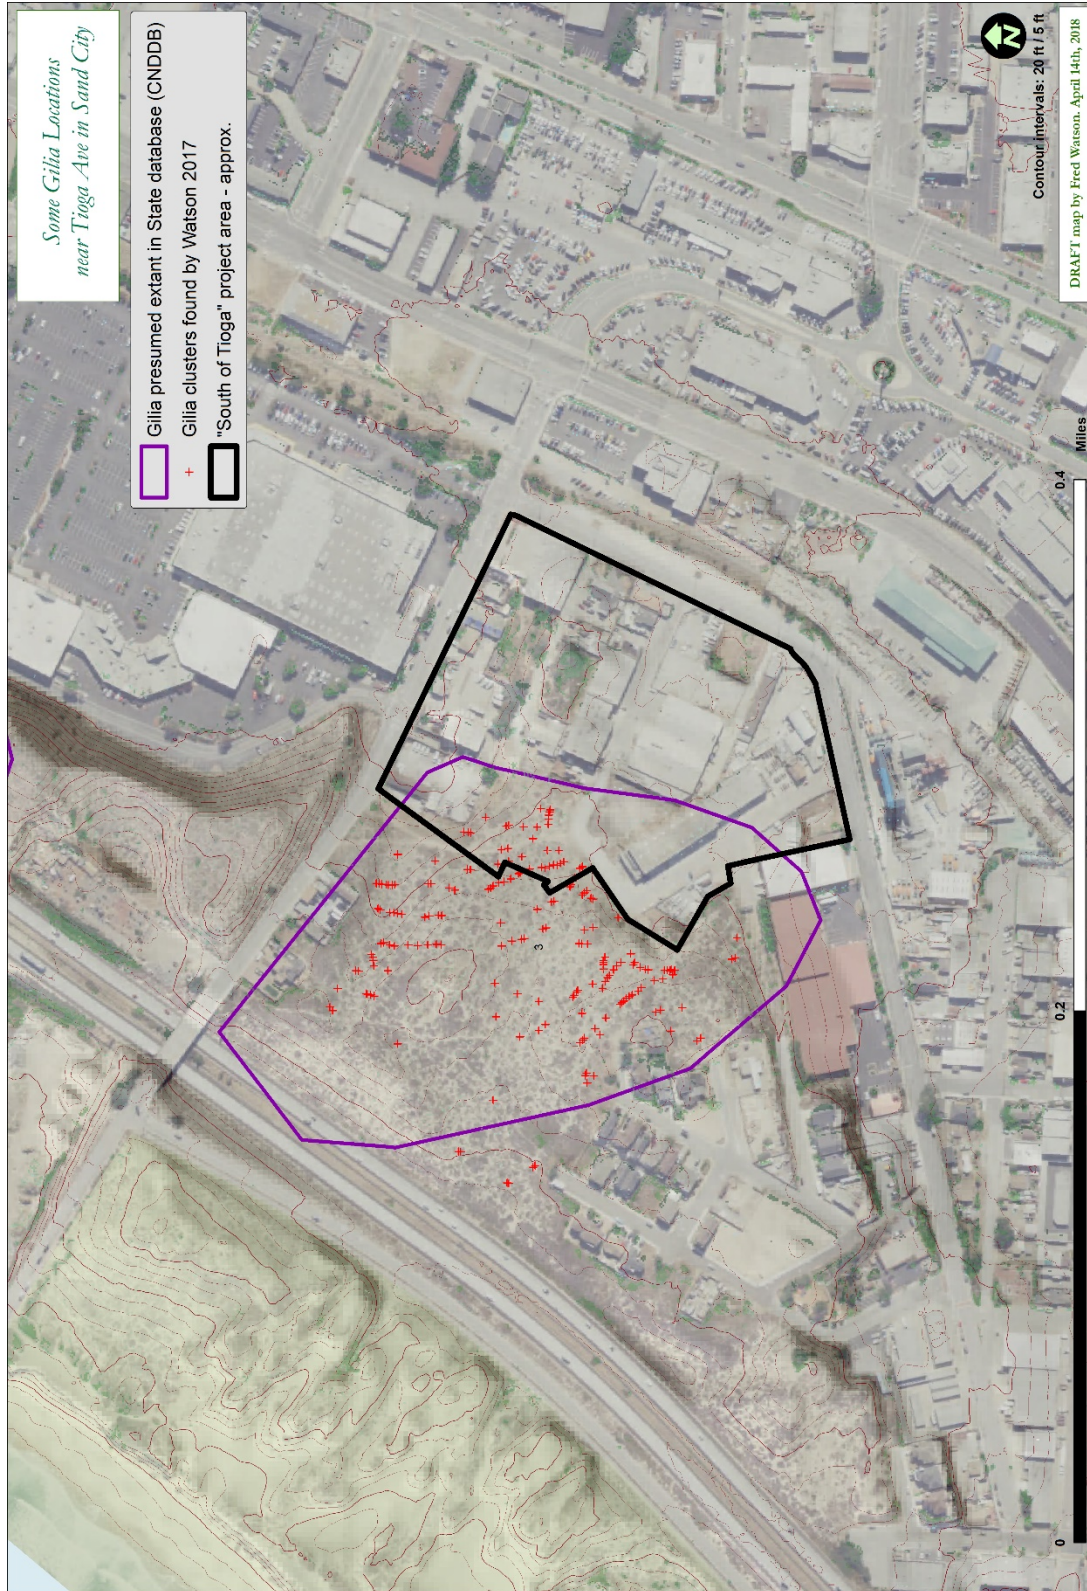 Some Gilia Locations
near Tioga Ave in Sand City
Gilia presumed extant in State database (CNDDB)
Gilia clusters found by Watson 2017
"South of Tioga" project area - approx.
3
N
Contour intervals: 20 ft / 5 ft
0
0.2
0.4
Miles
DRAFT map by Fred Watson. April 14th, 2018